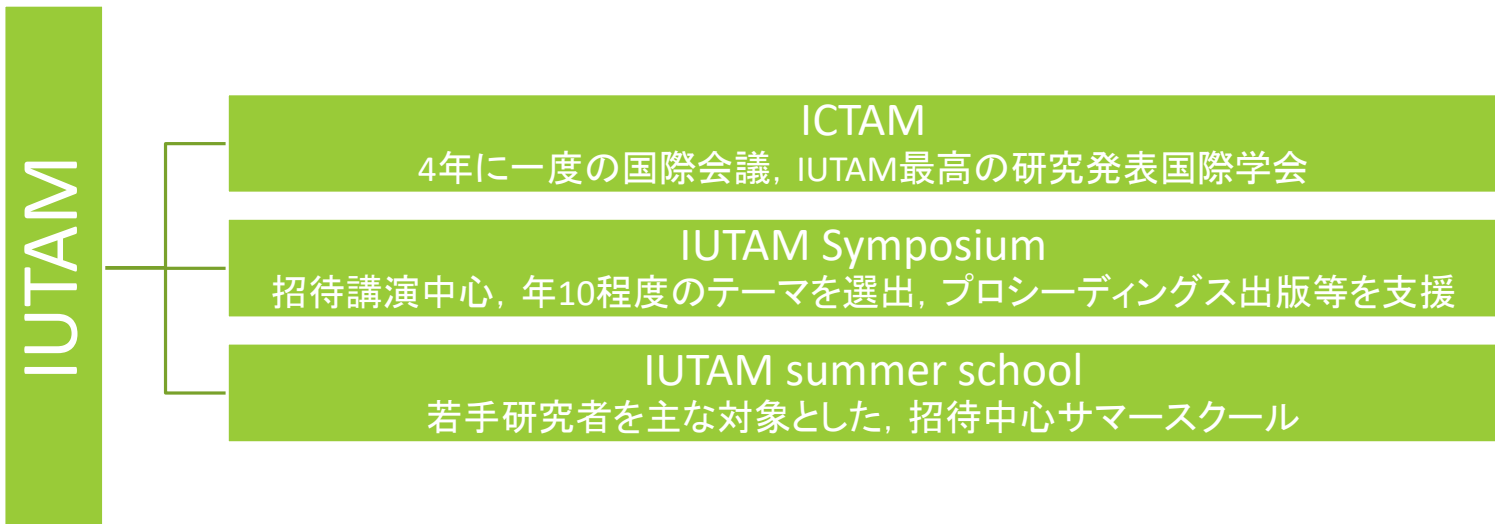 IUTAM
ICTAM
4年に一度の国際会議，IUTAM最高の研究発表国際学会
IUTAM Symposium
招待講演中心，年10程度のテーマを選出，プロシーディングス出版等を支援
IUTAM summer school
若手研究者を主な対象とした，招待中心サマースクール